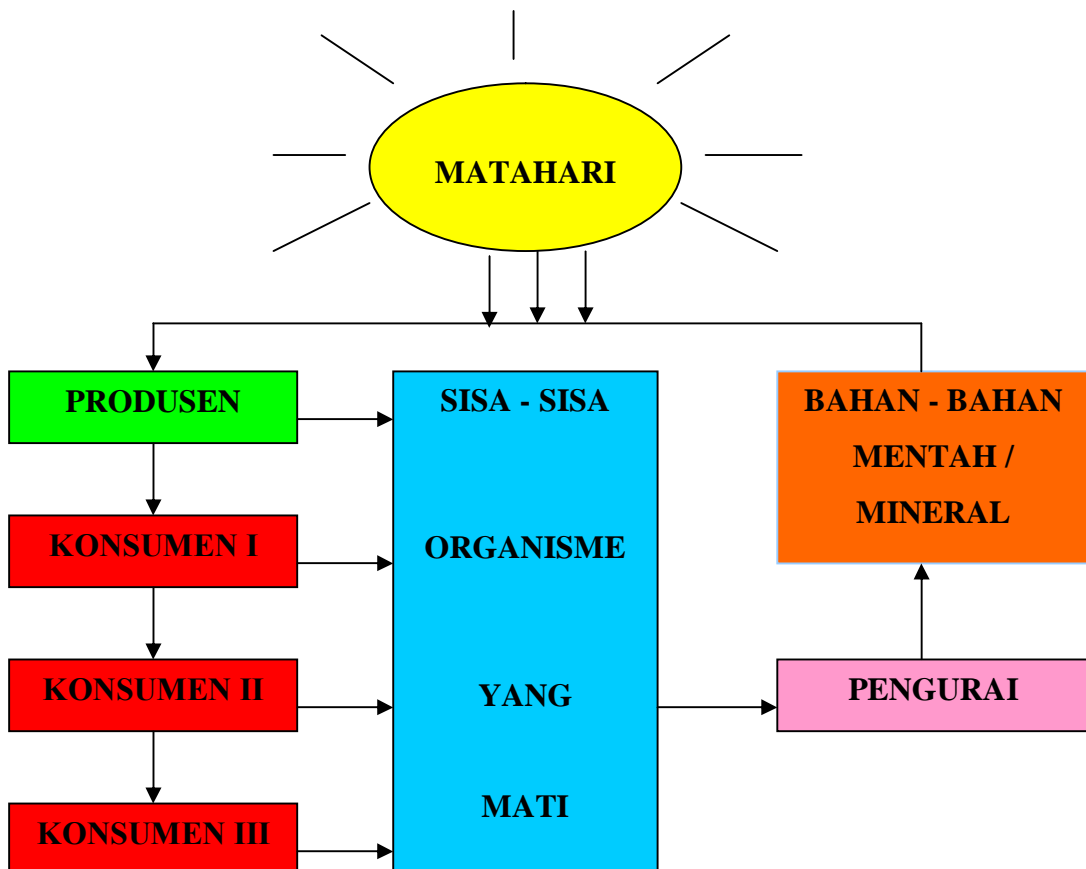 MATAHARI
PRODUSEN
KONSUMEN I
KONSUMEN II
KONSUMEN III
SISA - SISA
ORGANISME
YANG
MATI
BAHAN - BAHAN
MENTAH /
MINERAL
PENGURAI